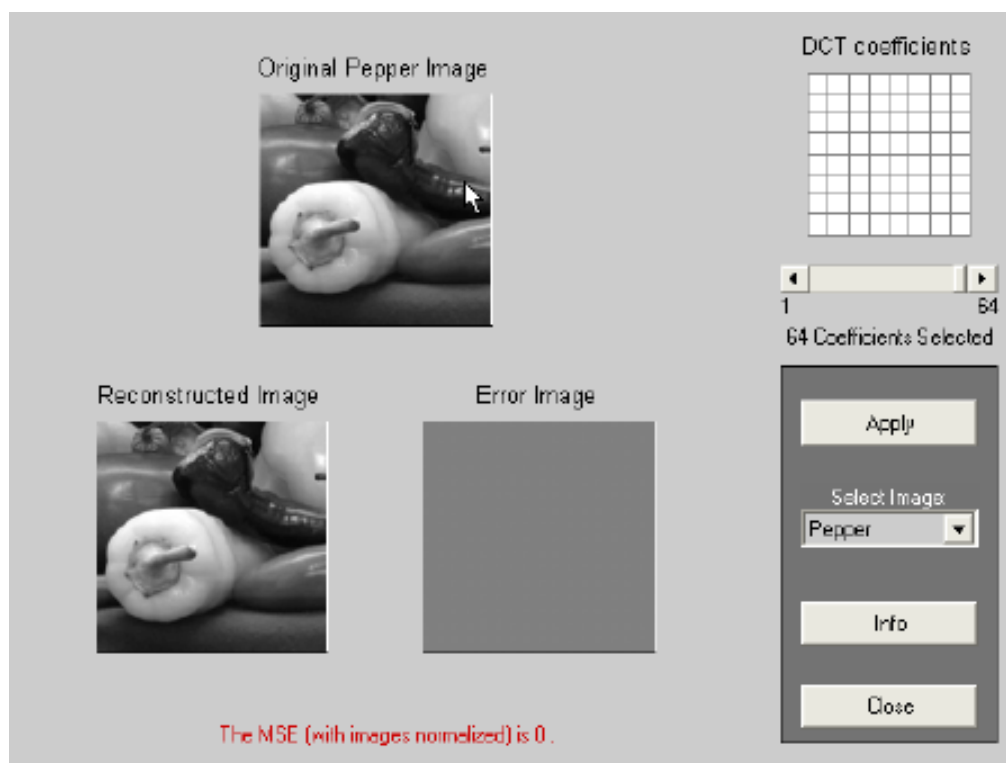 DCT coefficients
Original Pepper Image
1
64
64 Coefficients Selected
Reconstructed Image
Error Image
Apply
Select Image:
Pepper
Info
Close
The MSE (with images normalized) is 0 .